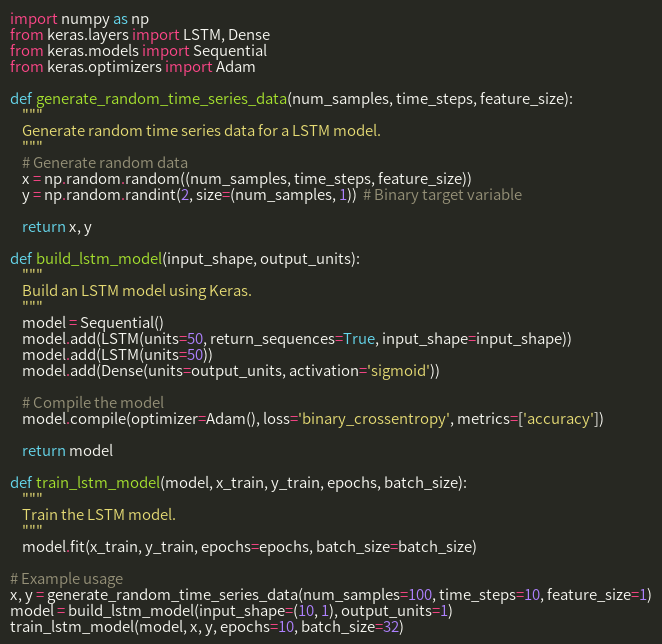 import numpy as np
from keras.layers import LSTM, Dense
from keras.models import Sequential
from keras.optimizers import Adam

def generate_random_time_series_data(num_samples, time_steps, feature_size):
    """
    Generate random time series data for a LSTM model.
    """
    # Generate random data
    x = np.random.random((num_samples, time_steps, feature_size))
    y = np.random.randint(2, size=(num_samples, 1))  # Binary target variable

    return x, y

def build_lstm_model(input_shape, output_units):
    """
    Build an LSTM model using Keras.
    """
    model = Sequential()
    model.add(LSTM(units=50, return_sequences=True, input_shape=input_shape))
    model.add(LSTM(units=50))
    model.add(Dense(units=output_units, activation='sigmoid'))

    # Compile the model
    model.compile(optimizer=Adam(), loss='binary_crossentropy', metrics=['accuracy'])

    return model

def train_lstm_model(model, x_train, y_train, epochs, batch_size):
    """
    Train the LSTM model.
    """
    model.fit(x_train, y_train, epochs=epochs, batch_size=batch_size)

# Example usage
x, y = generate_random_time_series_data(num_samples=100, time_steps=10, feature_size=1)
model = build_lstm_model(input_shape=(10, 1), output_units=1)
train_lstm_model(model, x, y, epochs=10, batch_size=32)